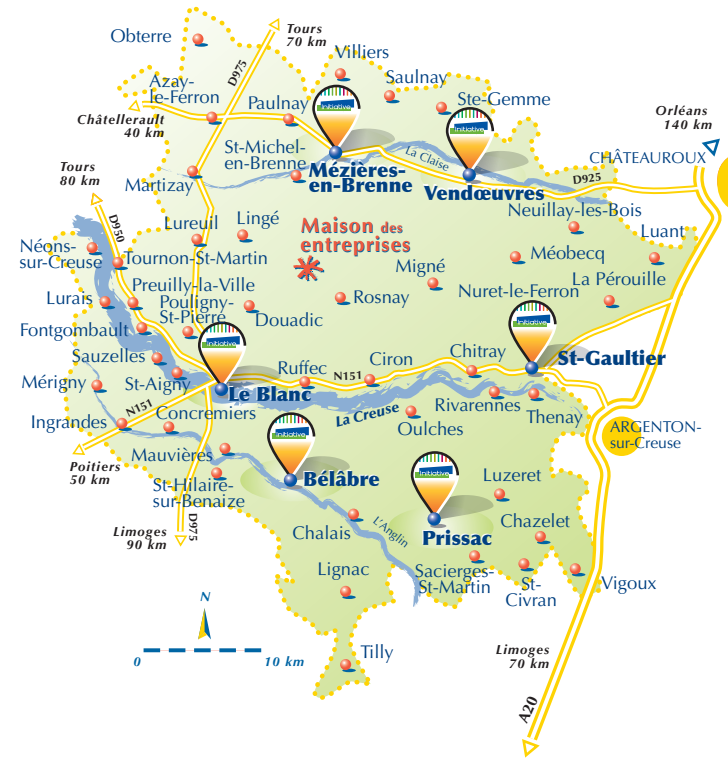 Obterre
Tours
70 km
Villiers
Azay-
le-Ferron
D975
Saulnay
Paulnay
Ste-Gemme
Châtellerault
40 km
initiative
initiative
Orléans
140 km
St-Michel-
en-Brenne
La Claise
CHÂTEAUROUX
Tours
80 km
Martizay
Mézières-
en-Brenne
Vendœuvres
D925
D950
Lureuil
Lingé
Maison des
entreprises
Neuillay-les-Bois
Luant
Néons-
sur-Creuse
Tournon-St-Martin
Migné
Méobecq
Preuilly-la-Ville
Nuret-le-Ferron
La Pérouille
Lurais
Pouligny-
St-Pierre
Douadic
Rosnay
Fontgombault
initiative
initiative
Sauzelles
St-Gaultier
Chitray
Ciron
Ruffec
N151
Mérigny
St-Aigny
Le Blanc
Ingrandes
N151
Concremiers
La Creuse
Rivarennes
Thenay
Oulches
ARGENTON-
sur-Creuse
Mauvières
initiative
Poitiers
50 km
Bélâbre
initiative
Luzeret
St-Hilaire-
sur-Benaize
D975
Limoges
90 km
Chalais
L'Anglin
Prissac
Chazelet
Lignac
Sacierges-
St-Martin
St-
Civran
Vigoux
N
0
10 km
Tilly
Limoges
70 km
A20